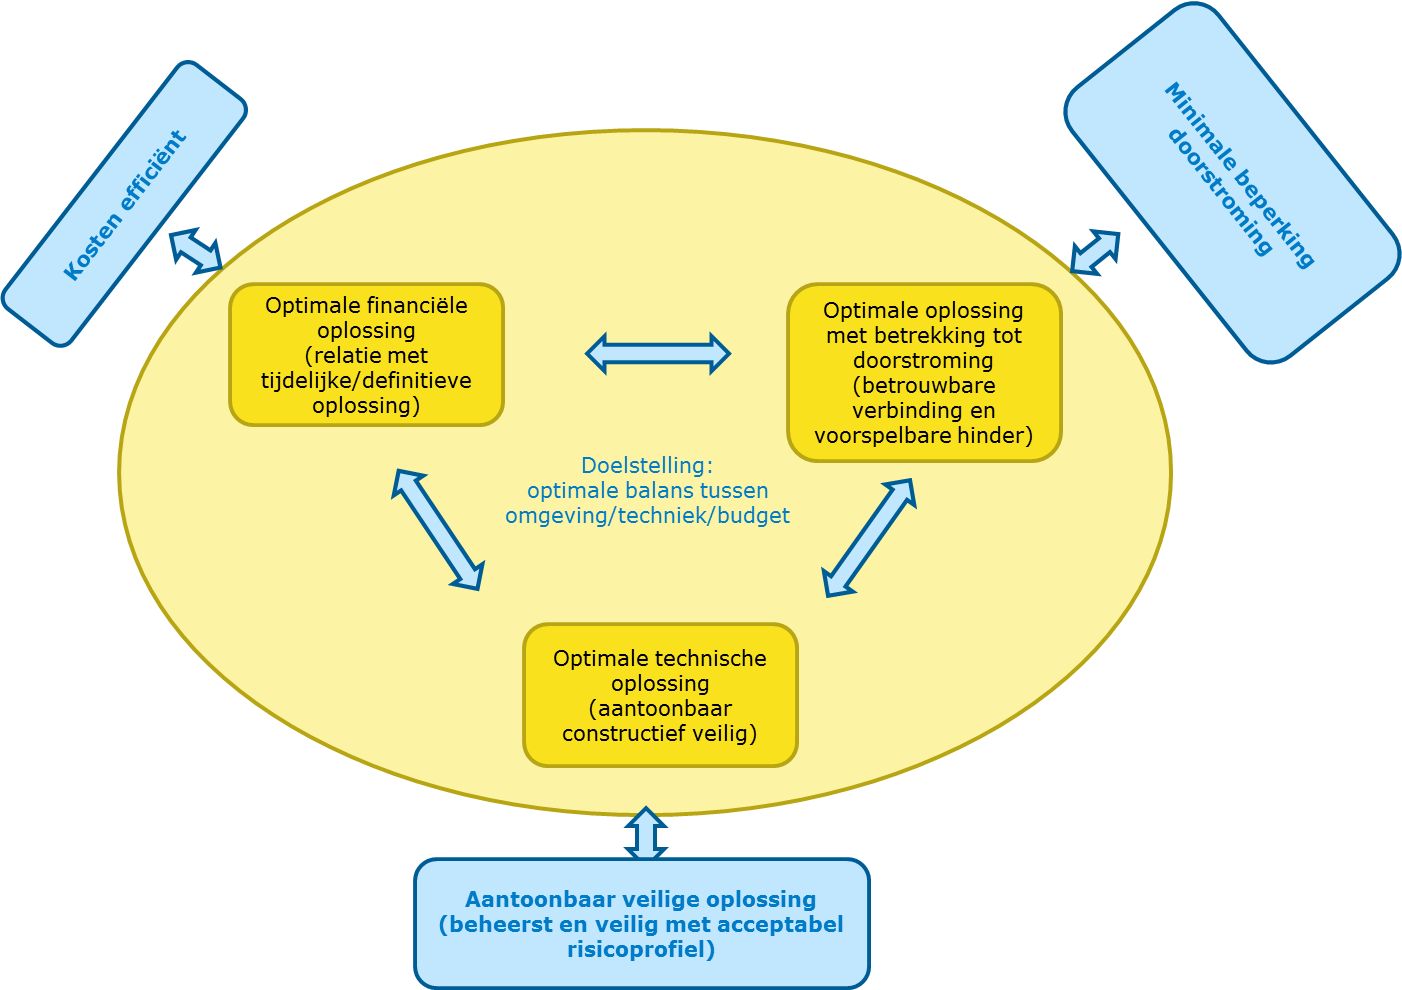 Kosten efficiënt
Minimale beperking
doorstroming
Optimale financiële
oplossing
(relatie met
tijdelijke/definitieve
oplossing)
Optimale oplossing
met betrekking tot
doorstroming
(betrouwbare
verbinding en
voorspelbare hinder)
Doelstelling:
optimale balans tussen
omgeving/techniek/budget
Optimale technische
oplossing
(aantoonbaar
constructief veilig)
Aantoonbaar veilige oplossing
(beheerst en veilig met acceptabel
risicoprofiel)